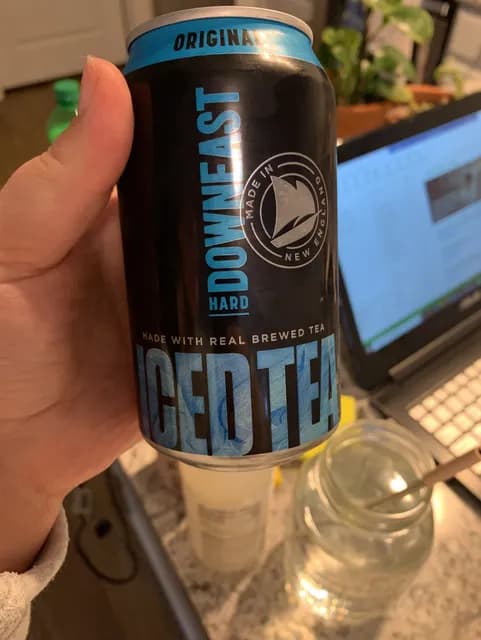 ORIGINAL
DOWNEAST
HARD
MADE IN
NEW ENGLAND
MADE WITH REAL BREWED TEA
ICED TEA